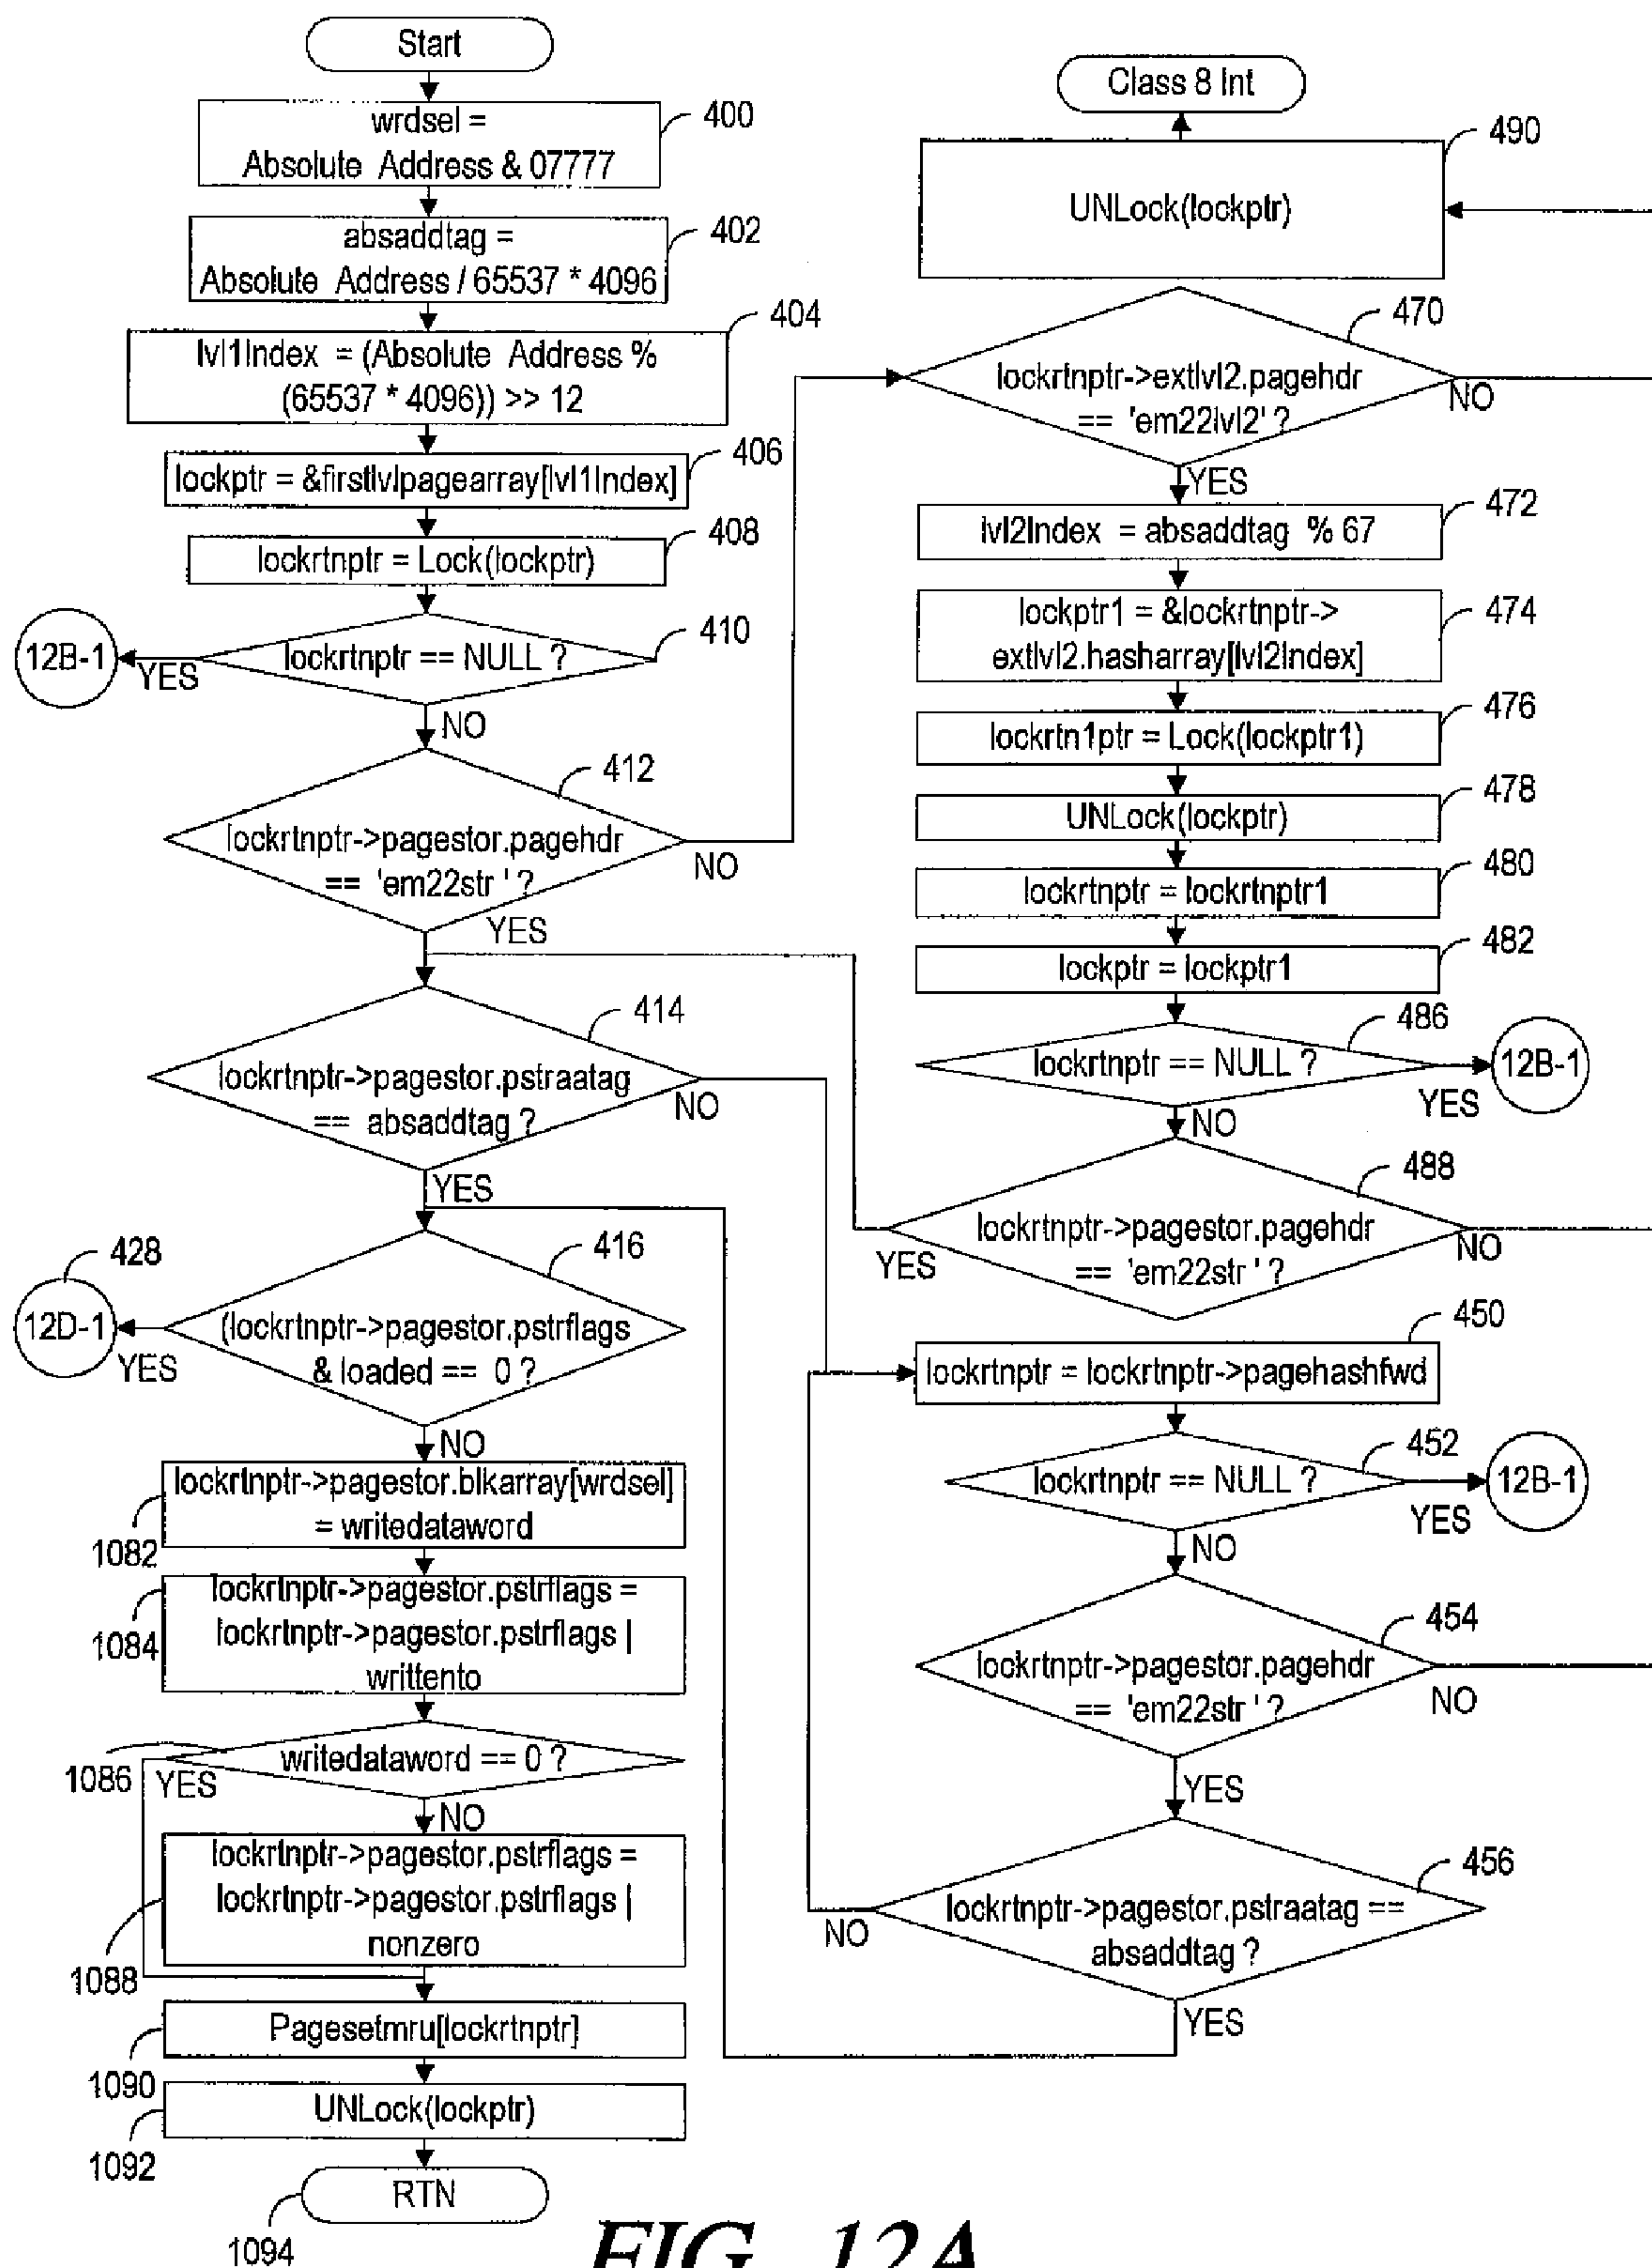 Start
wrdsel =
Absolute Address & 07777
400
absaddtag =
Absolute Address / 65537 * 4096
402
lvl1Index = (Absolute Address %
(65537 * 4096)) >> 12
404
lockptr = &firstlv.lpagearray[lvl1Index]
406
lockrtnptr = Lock(lockptr)
408
12B-1
YES
lockrtnptr == NULL ?
410
NO
412
lockrtnptr->pagestor.pagehdr
== 'em22str ' ?
NO
YES
414
lockrtnptr->pagestor.pstraatag
== absaddtag ?
NO
YES
428
416
12D-1
YES
(lockrtnptr->pagestor.pstrflags
& loaded == 0 ?
NO
lockrtnptr->pagestor.blkarray[wrdsel]
= writedataword
1082
lockrtnptr->pagestor.pstrflags =
lockrtnptr->pagestor.pstrflags |
writtento
1084
writedataword == 0 ?
1086
YES
NO
lockrtnptr->pagestor.pstrflags =
lockrtnptr->pagestor.pstrflags |
nonzero
1088
Pagesetmru[lockrtnptr]
1090
UNLock(lockptr)
1092
RTN
1094
Class 8 Int
490
UNLock(lockptr)
470
lockrtnptr->extlvl2.pagehdr
== 'em22lvl2' ?
NO
YES
472
lvl2Index = absaddtag % 67
lockptr1 = &lockrtnptr->
extlvl2.hasharray[lvl2Index]
474
476
lockrtn1ptr = Lock(lockptr1)
478
UNLock(lockptr)
480
lockrtnptr = lockrtnptr1
482
lockptr = lockptr1
486
lockrtnptr == NULL ?
12B-1
YES
NO
488
lockrtnptr->pagestor.pagehdr
== 'em22str ' ?
YES
NO
450
lockrtnptr = lockrtnptr->pagehashfwd
452
lockrtnptr == NULL ?
12B-1
YES
NO
454
lockrtnptr->pagestor.pagehdr
== 'em22str ' ?
NO
YES
456
lockrtnptr->pagestor.pstraatag ==
absaddtag ?
NO
YES
FIG. 12A